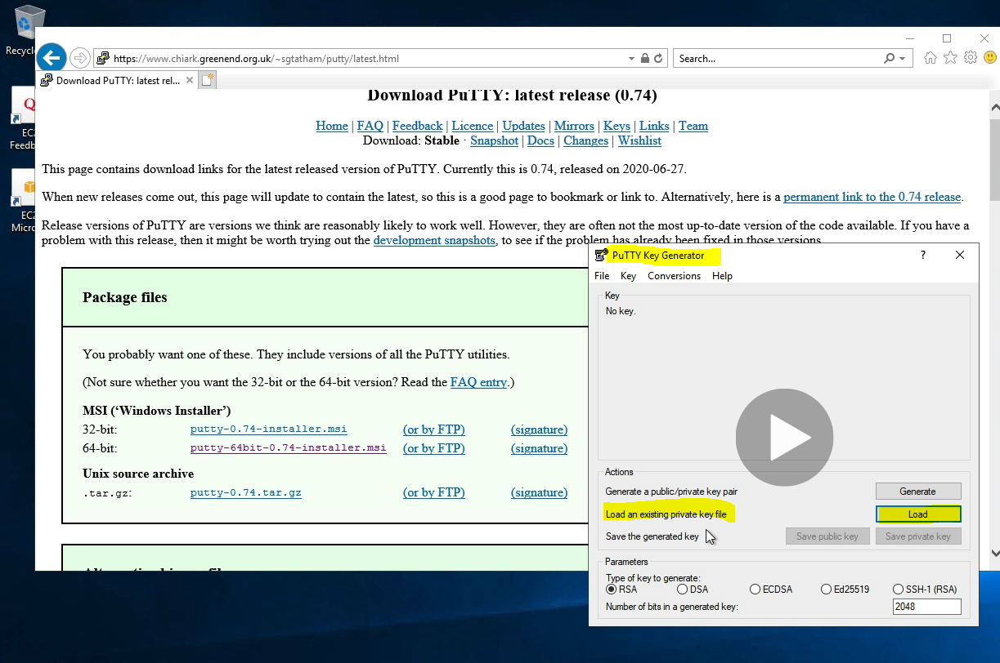 Recycl
https://www.chiark.greenend.org.uk/~sgtatham/putty/latest.html
Search...
Download PuTTY: latest rel...
EC
Feedb
EC2
Micro
Download PuTTY: latest release (0.74)
Home | FAQ | Feedback | Licence | Updates | Mirrors | Keys | Links | Team
Download: Stable · Snapshot | Docs | Changes | Wishlist
This page contains download links for the latest released version of PuTTY. Currently this is 0.74, released on 2020-06-27.
When new releases come out, this page will update to contain the latest, so this is a good page to bookmark or link to. Alternatively, here is a permanent link to the 0.74 release.
Release versions of PuTTY are versions we think are reasonably likely to work well. However, they are often not the most up-to-date version of the code available. If you have a
problem with this release, then it might be worth trying out the development snapshots, to see if the problem has already been fixed in those versions.
Package files
You probably want one of these. They include versions of all the PuTTY utilities.
(Not sure whether you want the 32-bit or the 64-bit version? Read the FAQ entry.)
MSI (‘Windows Installer’)
32-bit: putty-0.74-installer.msi (or by FTP) (signature)
64-bit: putty-64bit-0.74-installer.msi (or by FTP) (signature)
Unix source archive
.tar.gz: putty-0.74.tar.gz (or by FTP) (signature)
PuTTY Key Generator
?
File Key Conversions Help
Key
No key.
Actions
Generate a public/private key pair Generate
Load an existing private key file Load
Save the generated key Save public key Save private key
Parameters
Type of key to generate:
RSA DSA ECDSA Ed25519 SSH-1 (RSA)
Number of bits in a generated key: 2048